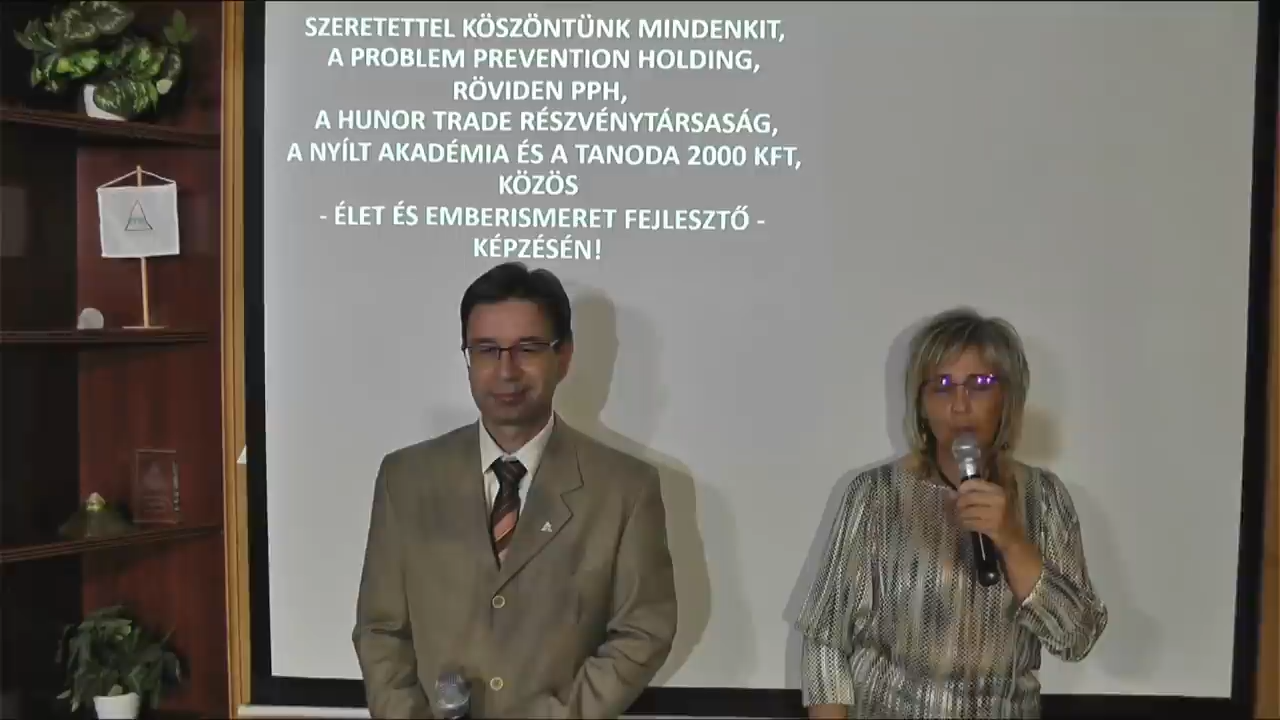 SZERETETTEL KÖSZÖNTÜNK MINDENKIT,
A PROBLEM PREVENTION HOLDING,
RÖVIDEN PPH,
A HUNOR TRADE RÉSZVÉNYTÁRSASÁG,
A NYÍLT AKADÉMIA ÉS A TANODA 2000 KFT,
KÖZÖS
- ÉLET ÉS EMBERISMERET FEJLESZTŐ -
KÉPZÉSÉN!